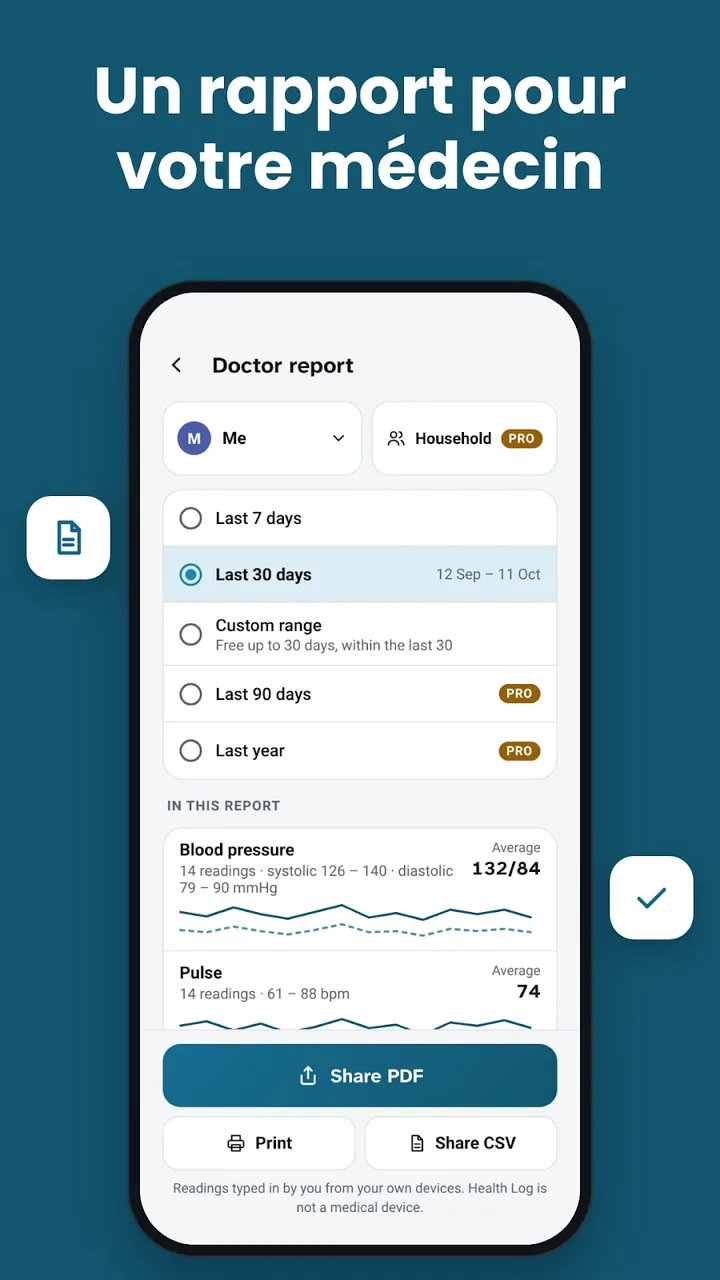 Un rapport pour
votre médecin
Doctor report
M Me
Household PRO
Last 7 days
Last 30 days 12 Sep – 11 Oct
Custom range
Free up to 30 days, within the last 30
Last 90 days PRO
Last year PRO
IN THIS REPORT
Blood pressure Average
14 readings · systolic 126 – 140 · diastolic 132/84
79 – 90 mmHg
Pulse Average
14 readings · 61 – 88 bpm 74
Share PDF
Print Share CSV
Readings typed in by you from your own devices. Health Log is
not a medical device.